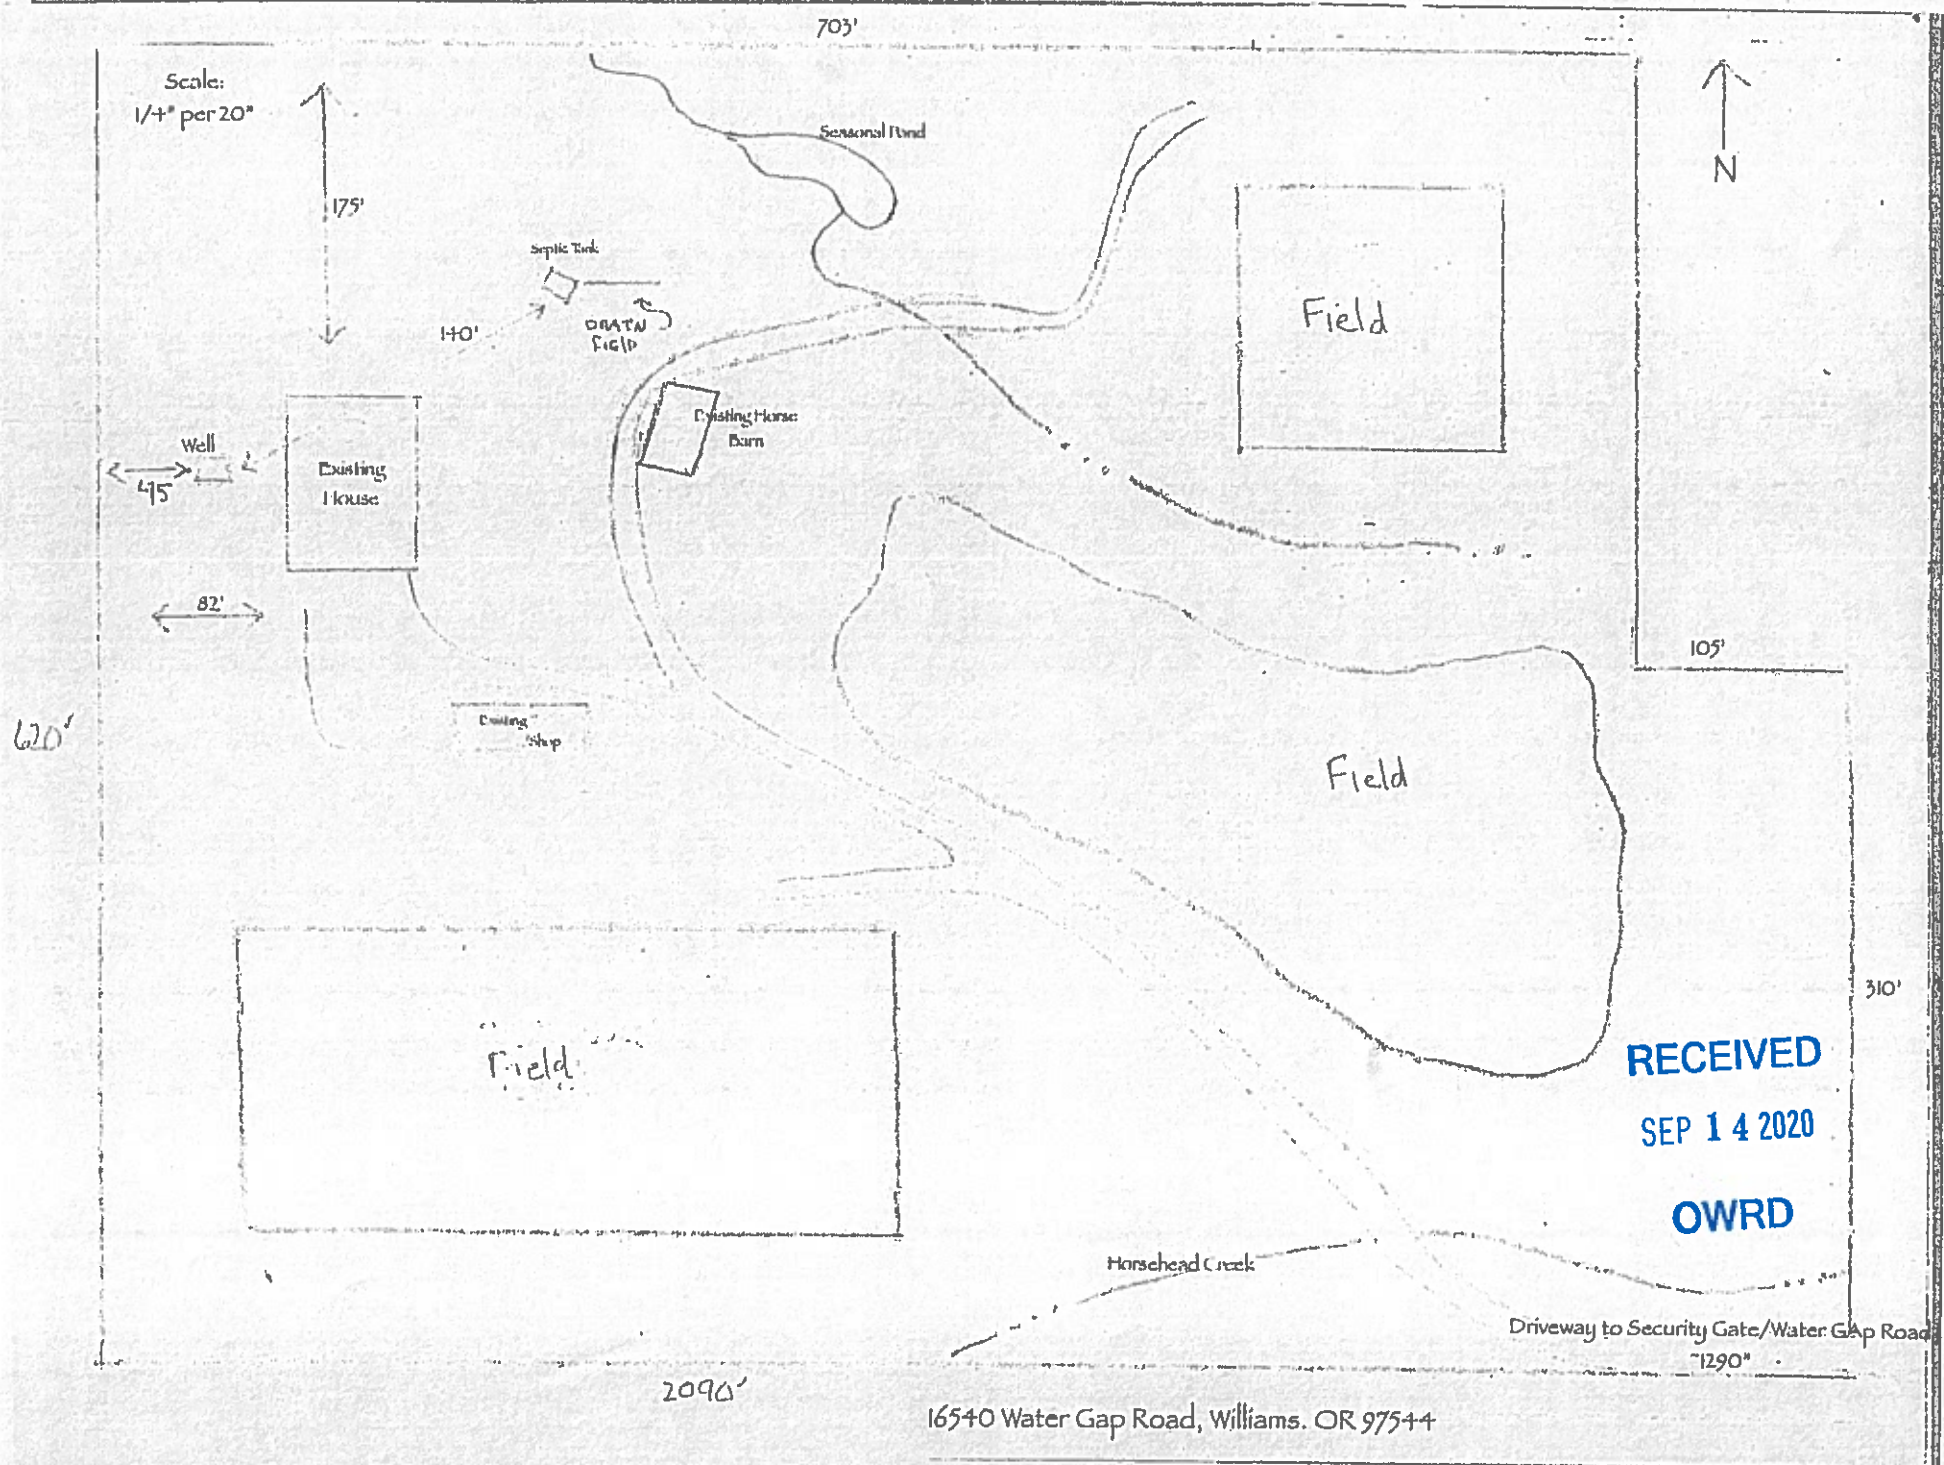 703'
Scale:
1/4" per 20"
N
Seasonal Pond
175'
Septic Tank
140'
DRAIN
FIELD
Field
Existing Horse
Barn
Well
Existing
House
82'
105'
620'
Existing
Shop
Field
310'
RECEIVED
SEP 14 2020
OWRD
Field
Horsehead Creek
Driveway to Security Gate/Water GAp Road
~1290"
2090'
16540 Water Gap Road, Williams. OR 97544